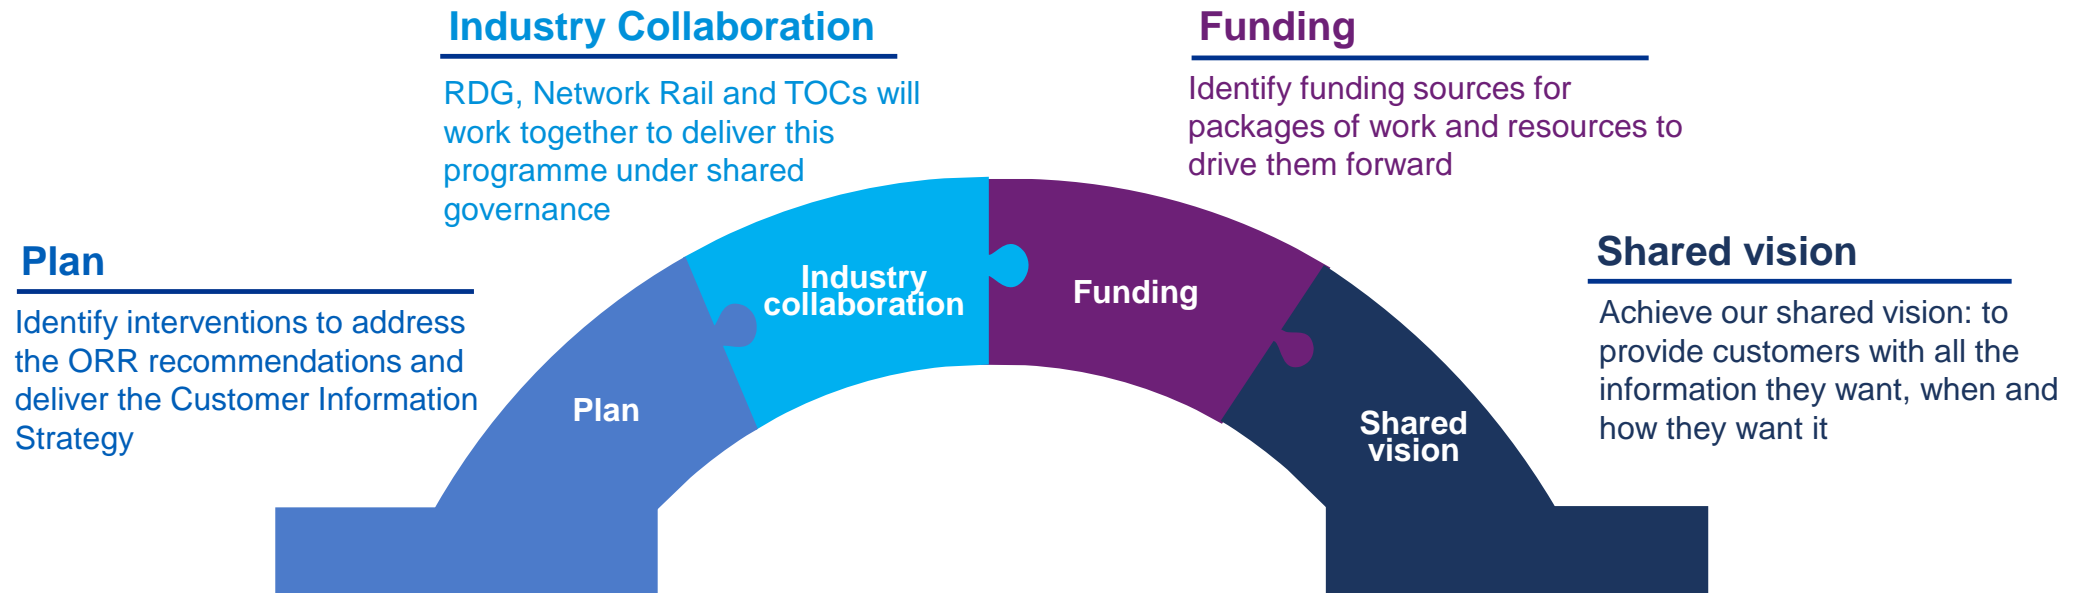 Industry Collaboration
RDG, Network Rail and TOCs will
work together to deliver this
programme under shared
governance
Funding
Identify funding sources for
packages of work and resources to
drive them forward
Plan
Identify interventions to address
the ORR recommendations and
deliver the Customer Information
Strategy
Shared vision
Achieve our shared vision: to
provide customers with all the
information they want, when and
how they want it
Plan
Industry
collaboration
Funding
Shared
vision